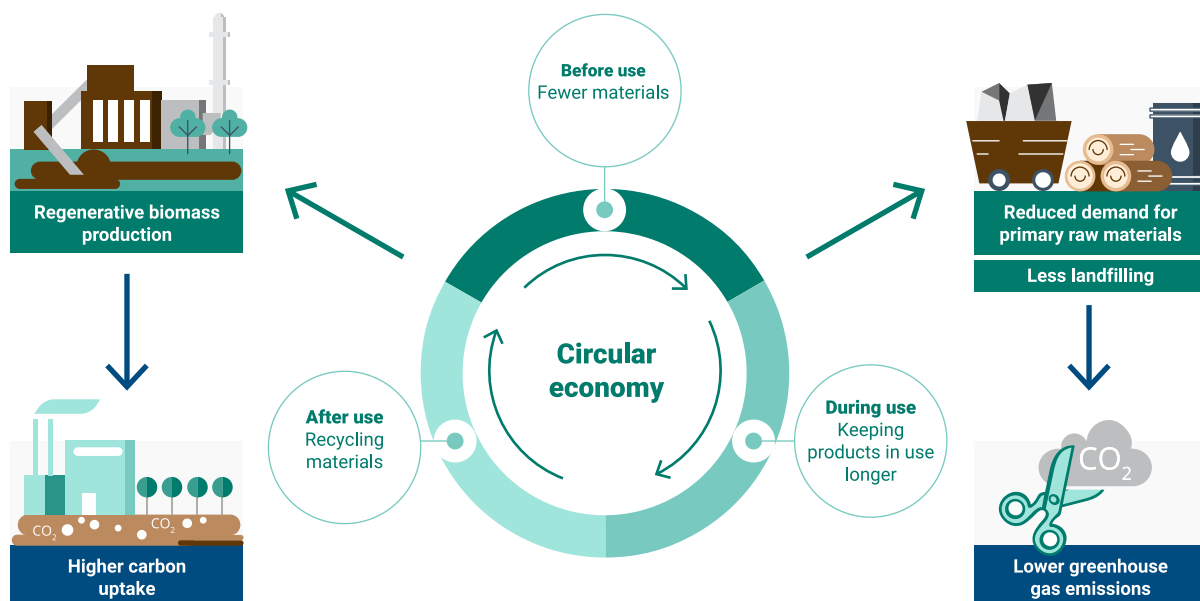 Before use
Fewer materials
Regenerative biomass
production
Reduced demand for
primary raw materials
Less landfilling
Circular
economy
After use
Recycling
materials
During use
Keeping
products in use
longer
CO2
CO2
CO2
Higher carbon
uptake
Lower greenhouse
gas emissions